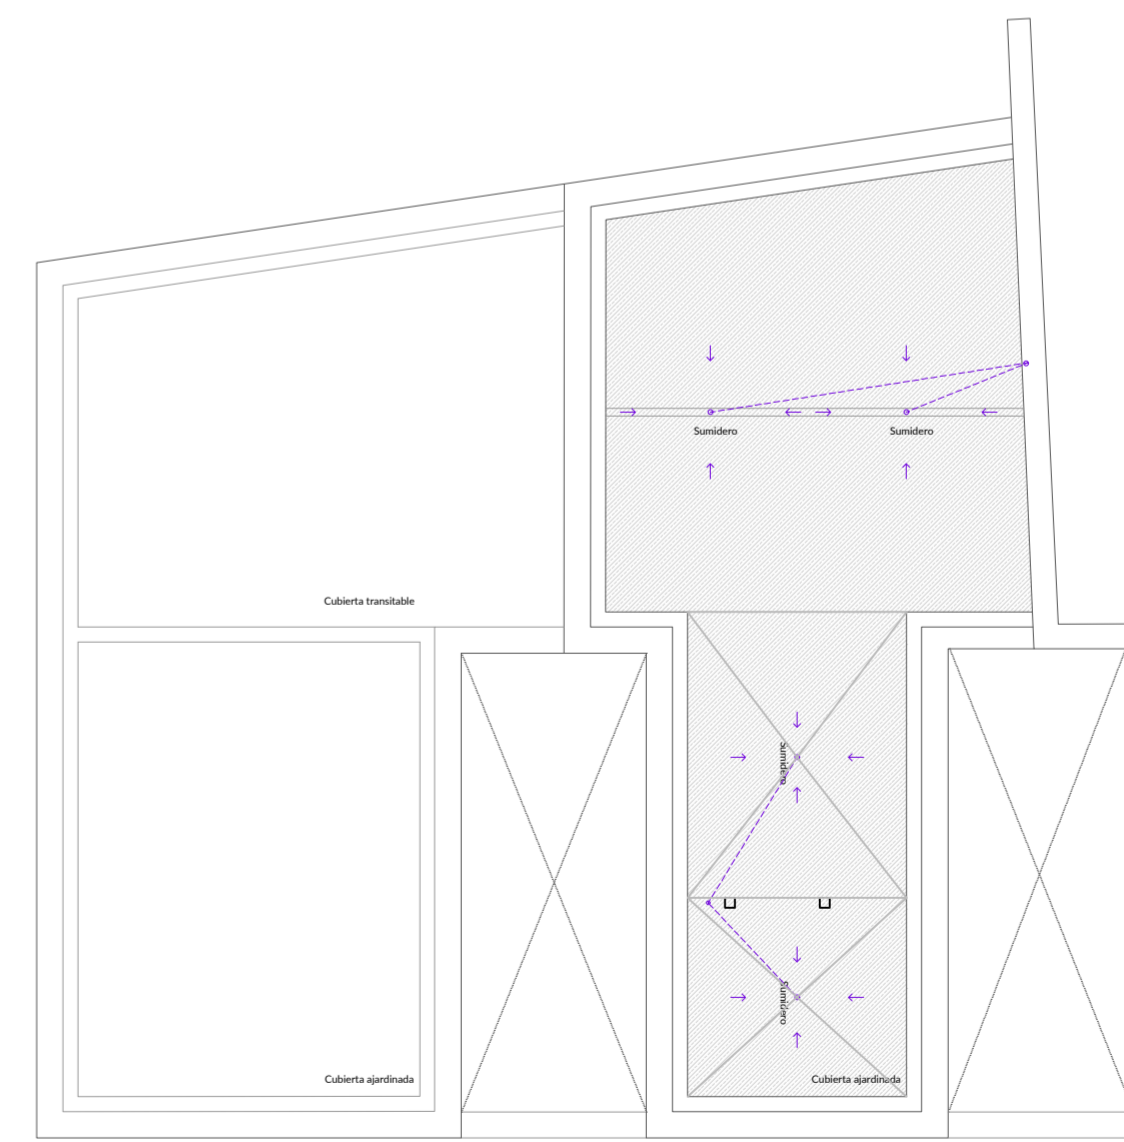 Sumidero
Sumidero
Cubierta transitable
Sumidero
Sumidero
Cubierta ajardinada
Cubierta ajardinada